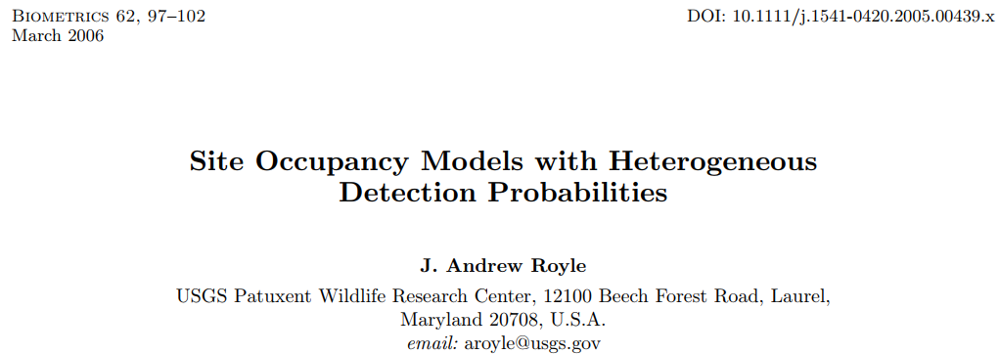 BIOMETRICS 62, 97–102
DOI: 10.1111/j.1541-0420.2005.00439.x
March 2006
Site Occupancy Models with Heterogeneous
Detection Probabilities
J. Andrew Royle
USGS Patuxent Wildlife Research Center, 12100 Beech Forest Road, Laurel,
Maryland 20708, U.S.A.
email: aroyle@usgs.gov